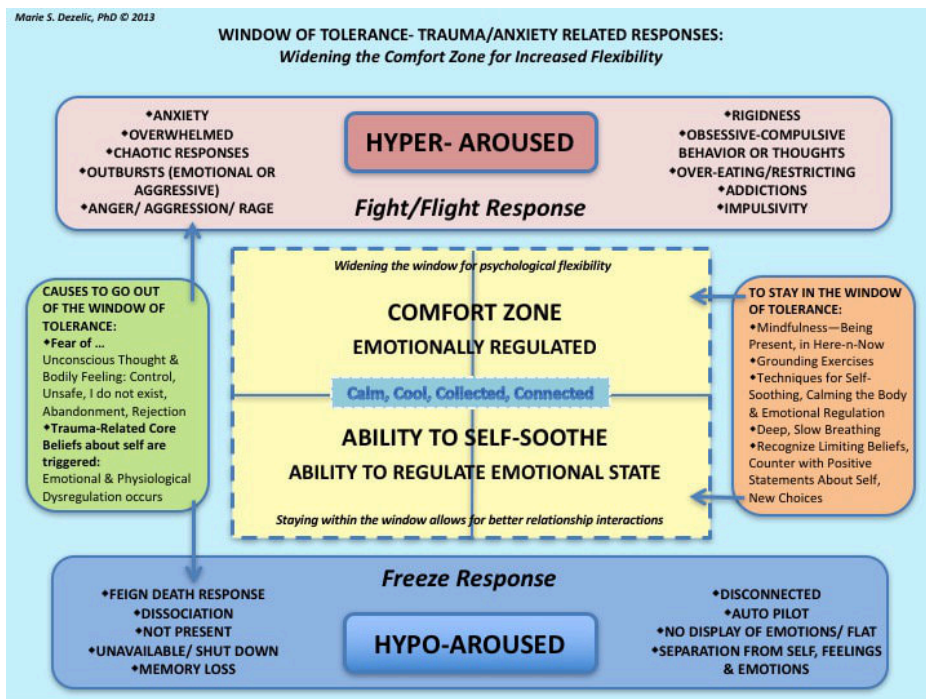 Marie S. Dezelic, PhD © 2013
WINDOW OF TOLERANCE- TRAUMA/ANXIETY RELATED RESPONSES:
Widening the Comfort Zone for Increased Flexibility
◆ANXIETY
◆OVERWHELMED
◆CHAOTIC RESPONSES
◆OUTBURSTS (EMOTIONAL OR
AGGRESSIVE)
◆ANGER/ AGGRESSION/ RAGE
HYPER- AROUSED
Fight/Flight Response
◆RIGIDNESS
◆OBSESSIVE-COMPULSIVE
BEHAVIOR OR THOUGHTS
◆OVER-EATING/RESTRICTING
◆ADDICTIONS
◆IMPULSIVITY
CAUSES TO GO OUT
OF THE WINDOW OF
TOLERANCE:
◆Fear of ...
Unconscious Thought &
Bodily Feeling: Control,
Unsafe, I do not exist,
Abandonment, Rejection
◆Trauma-Related Core
Beliefs about self are
triggered:
Emotional & Physiological
Dysregulation occurs
Widening the window for psychological flexibility
COMFORT ZONE
EMOTIONALLY REGULATED
Calm, Cool, Collected, Connected
ABILITY TO SELF-SOOTHE
ABILITY TO REGULATE EMOTIONAL STATE
Staying within the window allows for better relationship interactions
TO STAY IN THE WINDOW
OF TOLERANCE:
◆Mindfulness—Being
Present, in Here-n-Now
◆Grounding Exercises
◆Techniques for Self-
Soothing, Calming the Body
& Emotional Regulation
◆Deep, Slow Breathing
◆Recognize Limiting Beliefs,
Counter with Positive
Statements About Self,
New Choices
Freeze Response
◆FEIGN DEATH RESPONSE
◆DISSOCIATION
◆NOT PRESENT
◆UNAVAILABLE/ SHUT DOWN
◆MEMORY LOSS
HYPO-AROUSED
◆DISCONNECTED
◆AUTO PILOT
◆NO DISPLAY OF EMOTIONS/ FLAT
◆SEPARATION FROM SELF, FEELINGS
& EMOTIONS